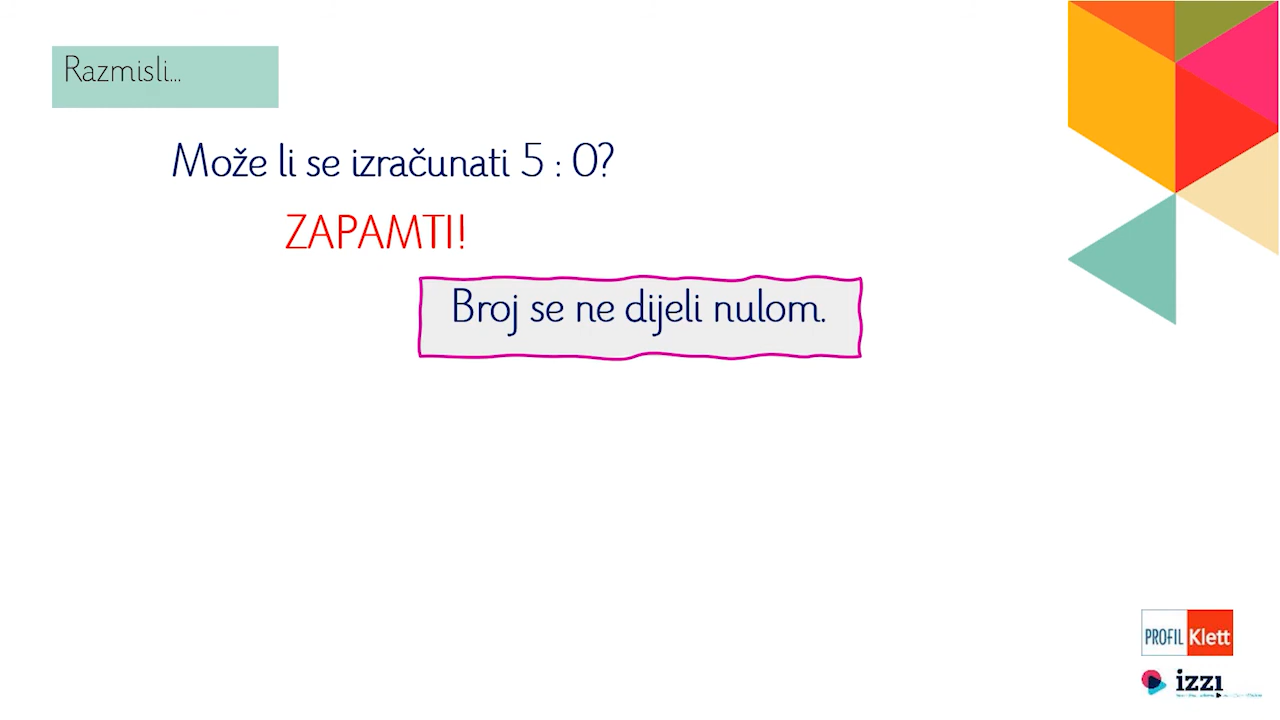 Razmisli...
Može li se izračunati 5 : 0?
ZAPAMTI!
Broj se ne dijeli nulom.
PROFIL Klett
izzi